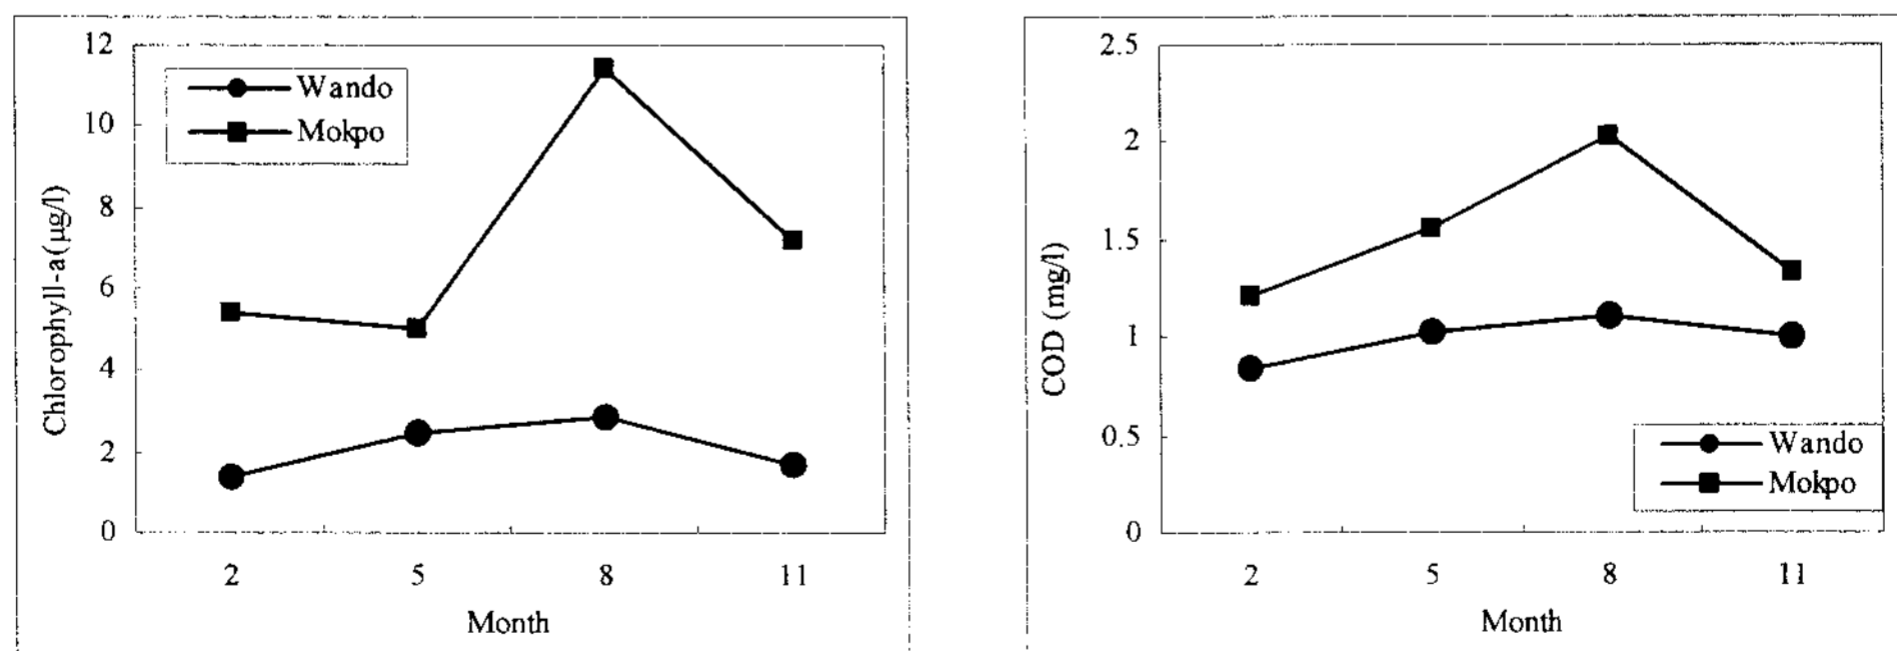 12
10
8
6
4
2
0
Chlorophyll-a(µg/l)
Wando
Mokpo
2 5 8 11
Month
2.5
2
1.5
1
0.5
0
COD (mg/l)
Wando
Mokpo
2 5 8 11
Month